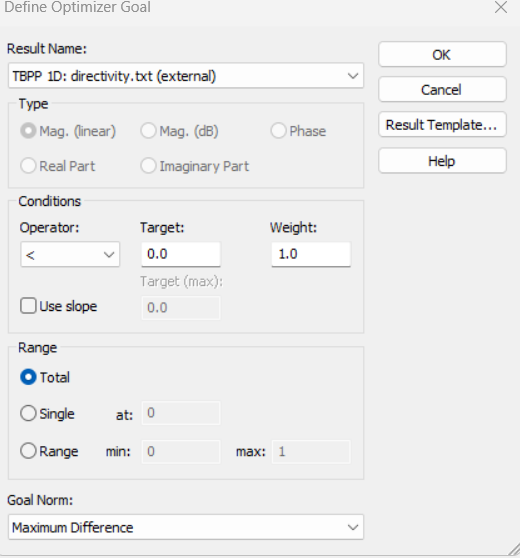 Define Optimizer Goal
Result Name:
TBPP 1D: directivity.txt (external)
OK
Cancel
Result Template...
Help
Type
Mag. (linear) Mag. (dB) Phase
Real Part Imaginary Part
Conditions
Operator: Target: Weight:
< 0.0 1.0
Target (max):
Use slope 0.0
Range
Total
Single at: 0
Range min: 0 max: 1
Goal Norm:
Maximum Difference